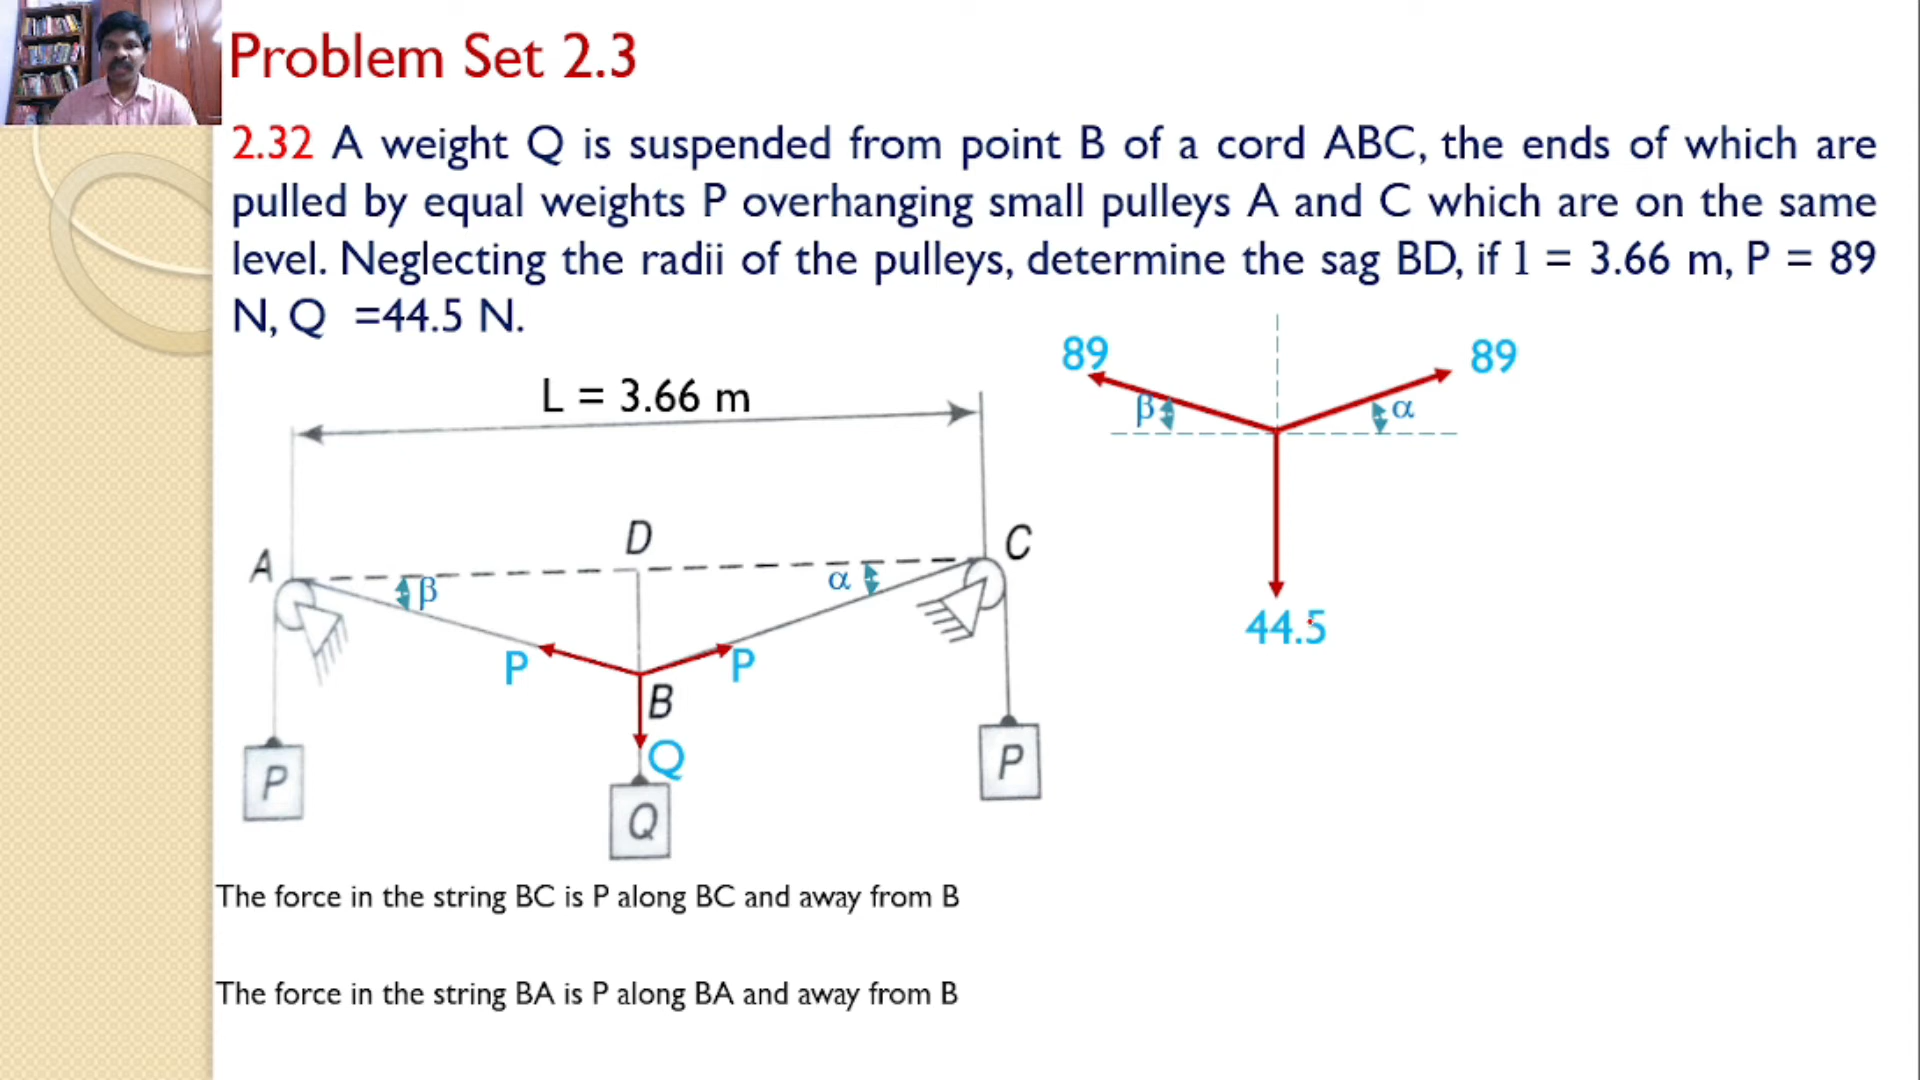 Problem Set 2.3
2.32 A weight Q is suspended from point B of a cord ABC, the ends of which are
pulled by equal weights P overhanging small pulleys A and C which are on the same
level. Neglecting the radii of the pulleys, determine the sag BD, if l = 3.66 m, P = 89
N, Q =44.5 N.
89
89
β
α
44.5
L = 3.66 m
A
D
C
β
α
P
P
B
Q
P
Q
P
The force in the string BC is P along BC and away from B
The force in the string BA is P along BA and away from B